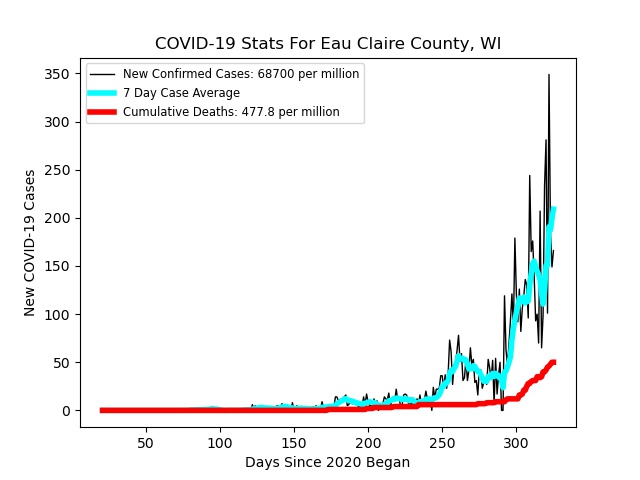 COVID-19 Stats For Eau Claire County, WI
New Confirmed Cases: 68700 per million
7 Day Case Average
Cumulative Deaths: 477.8 per million
350
300
250
200
150
100
50
0
New COVID-19 Cases
50 100 150 200 250 300
Days Since 2020 Began